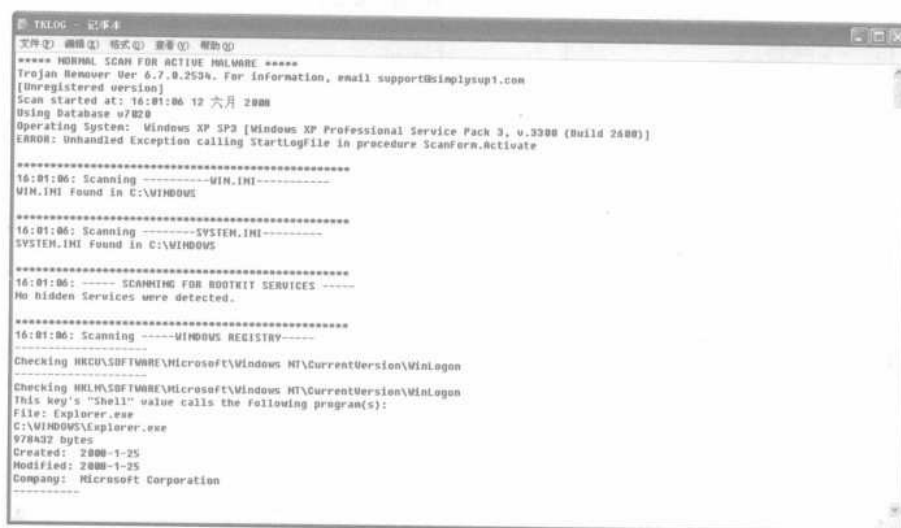 TKLOG - 记事本
文件(F) 编辑(E) 格式(O) 查看(V) 帮助(H)
***** NORMAL SCAN FOR ACTIVE MALWARE *****
Trojan Remover Ver 6.7.0.2534. For information, email support@simplysup1.com
[Unregistered version]
Scan started at: 16:01:06 12 六月 2008
Using Database v7020
Operating System: Windows XP SP3 [Windows XP Professional Service Pack 3, v.3300 (Build 2600)]
ERROR: Unhandled Exception calling StartLogFile in procedure ScanForm.Activate
**************************************************
16:01:06: Scanning ----------WIN.INI-----------
WIN.INI found in C:\WINDOWS
**************************************************
16:01:06: Scanning --------SYSTEM.INI---------
SYSTEM.INI found in C:\WINDOWS
**************************************************
16:01:06: ----- SCANNING FOR ROOTKIT SERVICES -----
No hidden Services were detected.
**************************************************
16:01:06: Scanning -----WINDOWS REGISTRY-----
--------------------
Checking HKCU\SOFTWARE\Microsoft\Windows NT\CurrentVersion\WinLogon
--------------------
Checking HKLM\SOFTWARE\Microsoft\Windows NT\CurrentVersion\WinLogon
This key's "Shell" value calls the following program(s):
File: Explorer.exe
C:\WINDOWS\Explorer.exe
978432 bytes
Created: 2008-1-25
Modified: 2008-1-25
Company: Microsoft Corporation
----------